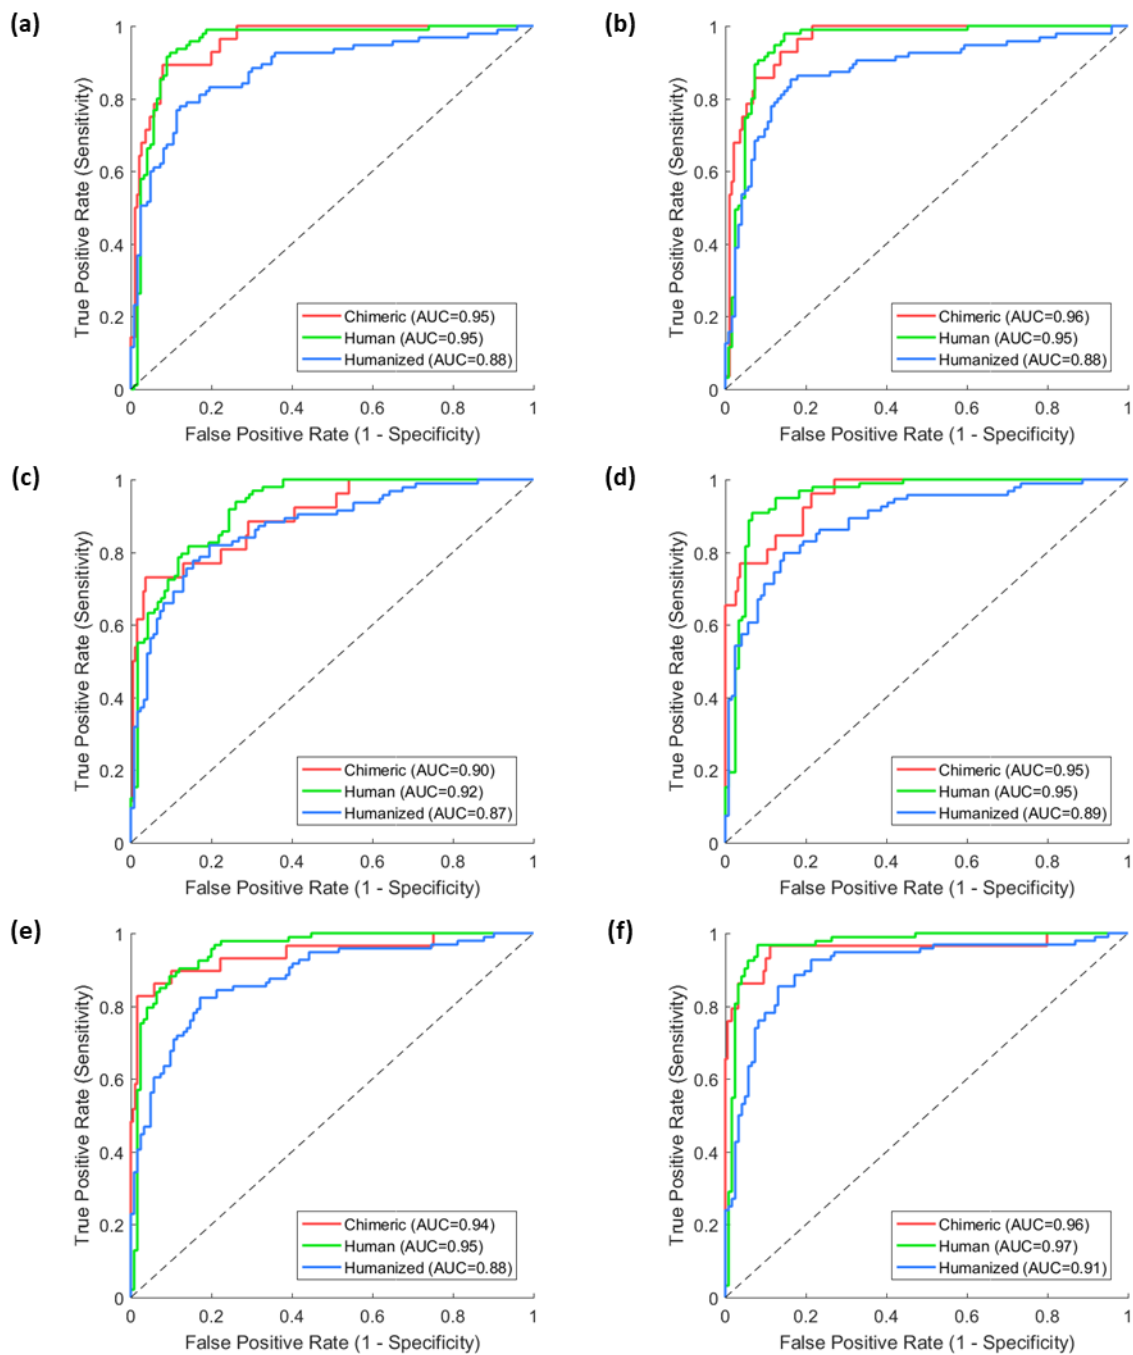 (a)
1
0.8
0.6
0.4
0.2
0
True Positive Rate (Sensitivity)
Chimeric (AUC=0.95)
Human (AUC=0.95)
Humanized (AUC=0.88)
0 0.2 0.4 0.6 0.8 1
False Positive Rate (1 - Specificity)
(b)
1
0.8
0.6
0.4
0.2
0
True Positive Rate (Sensitivity)
Chimeric (AUC=0.96)
Human (AUC=0.95)
Humanized (AUC=0.88)
0 0.2 0.4 0.6 0.8 1
False Positive Rate (1 - Specificity)
(c)
1
0.8
0.6
0.4
0.2
0
True Positive Rate (Sensitivity)
Chimeric (AUC=0.90)
Human (AUC=0.92)
Humanized (AUC=0.87)
0 0.2 0.4 0.6 0.8 1
False Positive Rate (1 - Specificity)
(d)
1
0.8
0.6
0.4
0.2
0
True Positive Rate (Sensitivity)
Chimeric (AUC=0.95)
Human (AUC=0.95)
Humanized (AUC=0.89)
0 0.2 0.4 0.6 0.8 1
False Positive Rate (1 - Specificity)
(e)
1
0.8
0.6
0.4
0.2
0
True Positive Rate (Sensitivity)
Chimeric (AUC=0.94)
Human (AUC=0.95)
Humanized (AUC=0.88)
0 0.2 0.4 0.6 0.8 1
False Positive Rate (1 - Specificity)
(f)
1
0.8
0.6
0.4
0.2
0
True Positive Rate (Sensitivity)
Chimeric (AUC=0.96)
Human (AUC=0.97)
Humanized (AUC=0.91)
0 0.2 0.4 0.6 0.8 1
False Positive Rate (1 - Specificity)